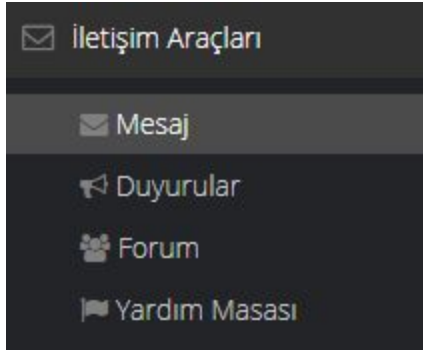 İletişim Araçları
Mesaj
Duyurular
Forum
Yardım Masası